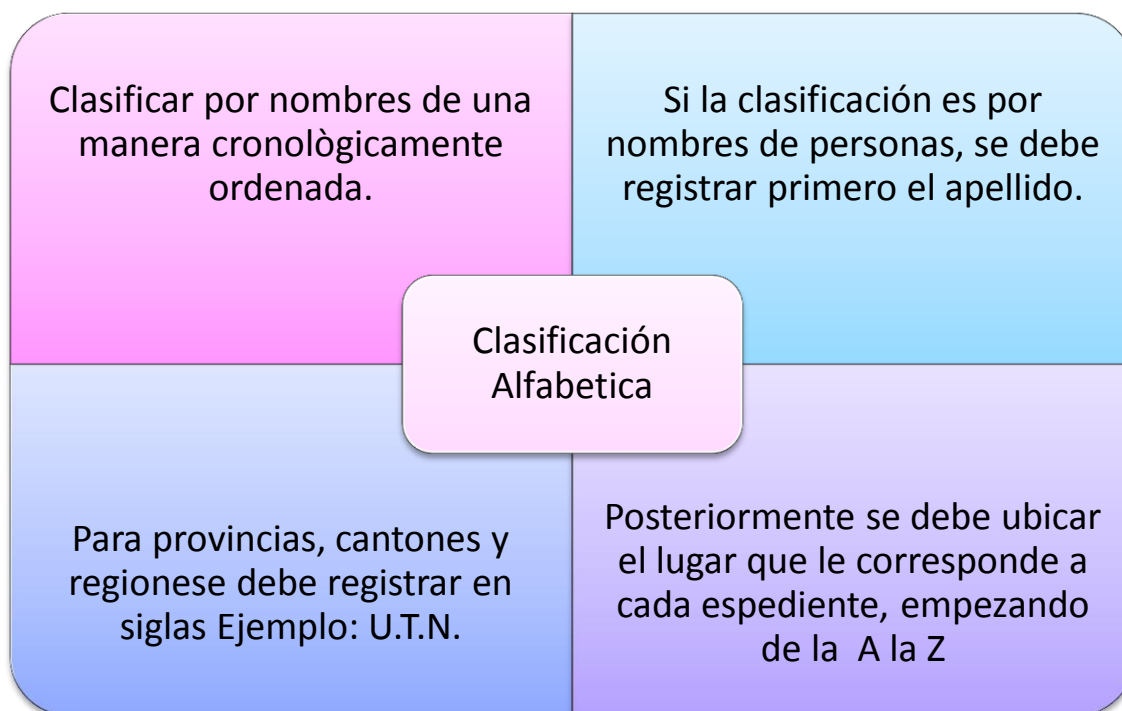 Clasificar por nombres de una
manera cronològicamente
ordenada.
Si la clasificación es por
nombres de personas, se debe
registrar primero el apellido.
Clasificación
Alfabetica
Para provincias, cantones y
regionese debe registrar en
siglas Ejemplo: U.T.N.
Posteriormente se debe ubicar
el lugar que le corresponde a
cada espediente, empezando
de la A la Z